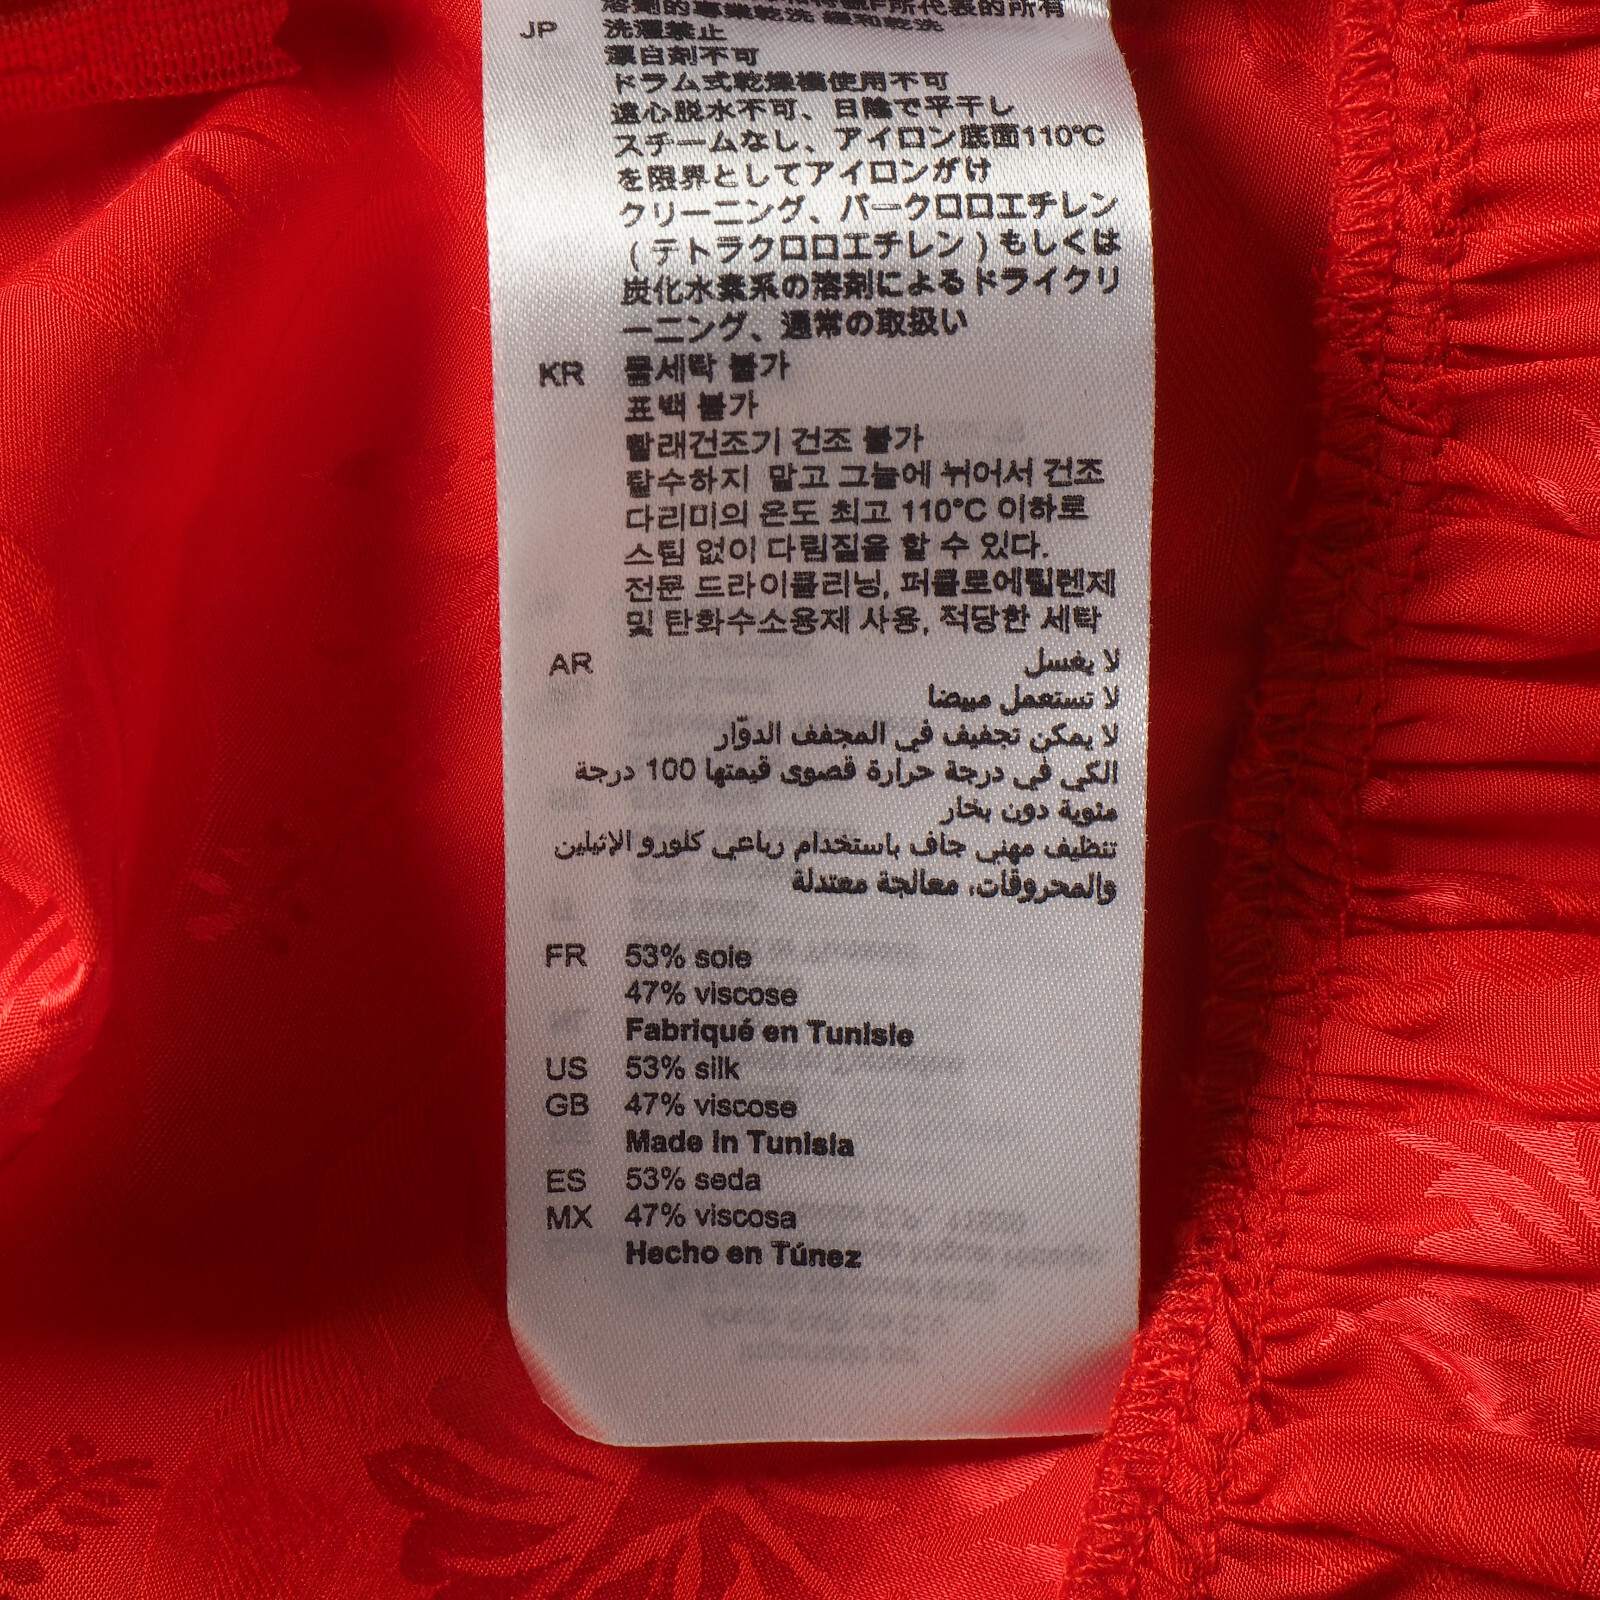 溶劑的專業乾洗 緩和乾洗
JP 洗濯禁止
漂白剤不可
ドラム式乾燥機使用不可
遠心脱水不可、日陰で平干し
スチームなし、アイロン底面110℃
を限界としてアイロンがけ
クリーニング、パークロロエチレン
(テトラクロロエチレン)もしくは
炭化水素系の溶剤によるドライクリ
ーニング、通常の取扱い
KR 물세탁 불가
표백 불가
빨래건조기 건조 불가
탈수하지 말고 그늘에 뉘어서 건조
다리미의 온도 최고 110°C 이하로
스팀 없이 다림질을 할 수 있다.
전문 드라이클리닝, 퍼클로에틸렌제
및 탄화수소용제 사용, 적당한 세탁
AR لا يغسل
لا تستعمل مبيضا
لا يمكن تجفيف في المجفف الدوّار
الكي في درجة حرارة قصوى قيمتها 100 درجة
مئوية دون بخار
تنظيف مهني جاف باستخدام رباعي كلورو الإثيلين
والمحروقات، معالجة معتدلة
FR 53% soie
47% viscose
Fabriqué en Tunisie
US 53% silk
GB 47% viscose
Made in Tunisia
ES 53% seda
MX 47% viscosa
Hecho en Túnez